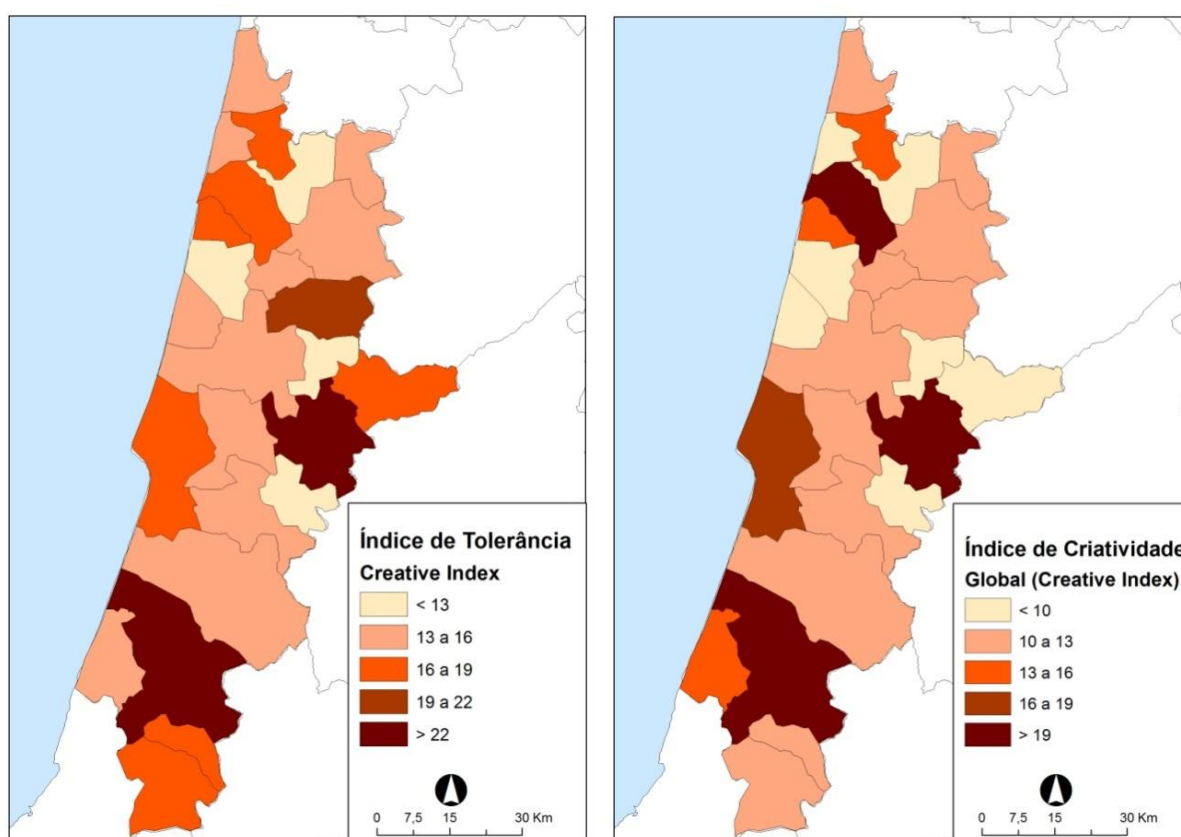 Índice de Tolerância
Creative Index
< 13
13 a 16
16 a 19
19 a 22
> 22
0 7,5 15 30 Km
Índice de Criatividade
Global (Creative Index)
< 10
10 a 13
13 a 16
16 a 19
> 19
0 7,5 15 30 Km